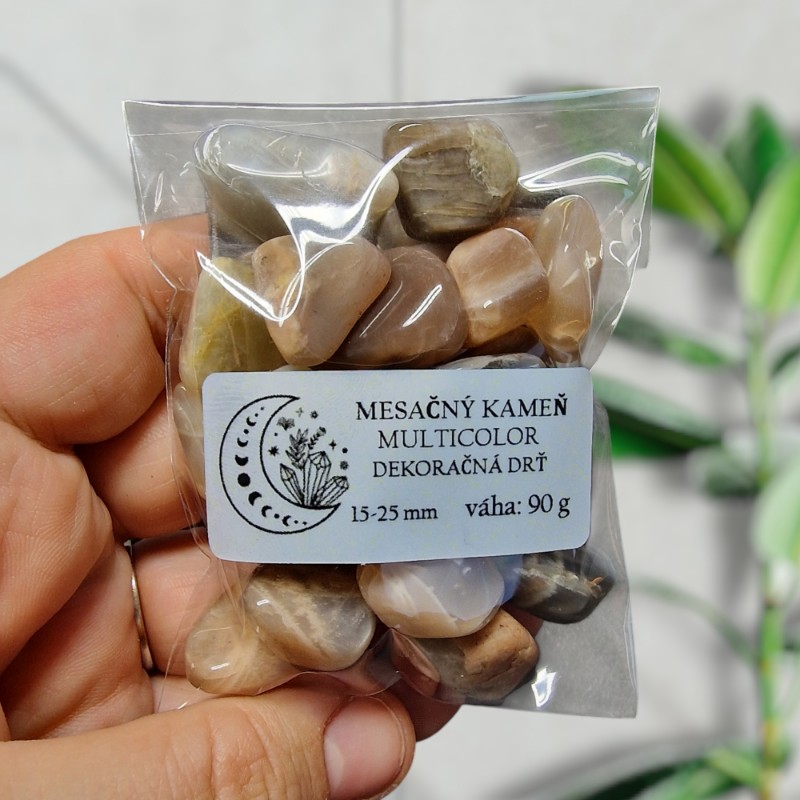 MESAČNÝ KAMEŇ
MULTICOLOR
DEKORAČNÁ DRŤ
15-25 mm váha: 90 g